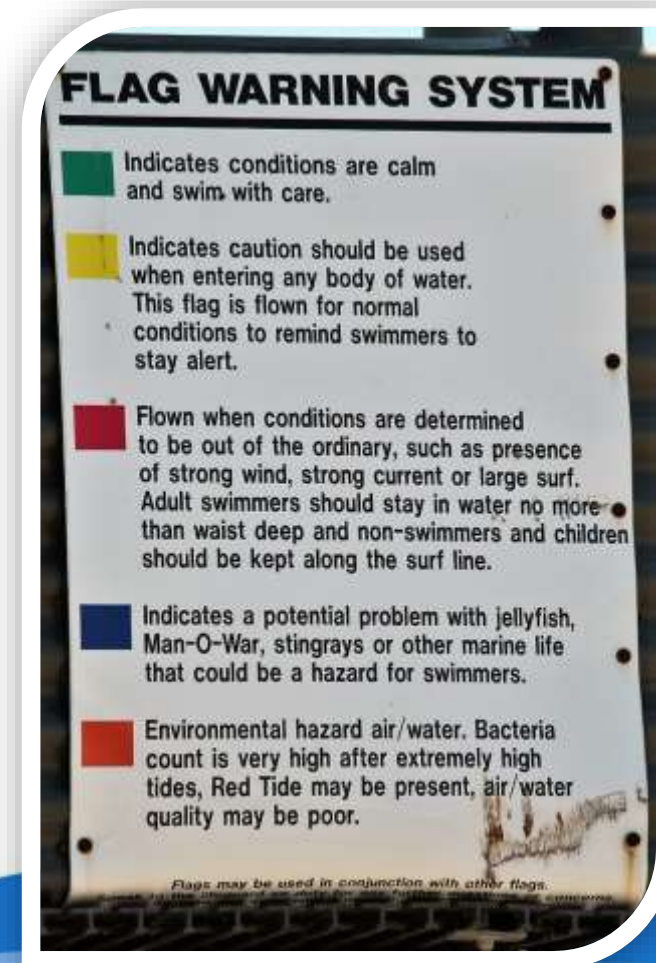 FLAG WARNING SYSTEM
Indicates conditions are calm
and swim with care.
Indicates caution should be used
when entering any body of water.
This flag is flown for normal
conditions to remind swimmers to
stay alert.
Flown when conditions are determined
to be out of the ordinary, such as presence
of strong wind, strong current or large surf.
Adult swimmers should stay in water no more
than waist deep and non-swimmers and children
should be kept along the surf line.
Indicates a potential problem with jellyfish,
Man-O-War, stingrays or other marine life
that could be a hazard for swimmers.
Environmental hazard air/water. Bacteria
count is very high after extremely high
tides, Red Tide may be present, air/water
quality may be poor.
Flags may be used in conjunction with other flags.